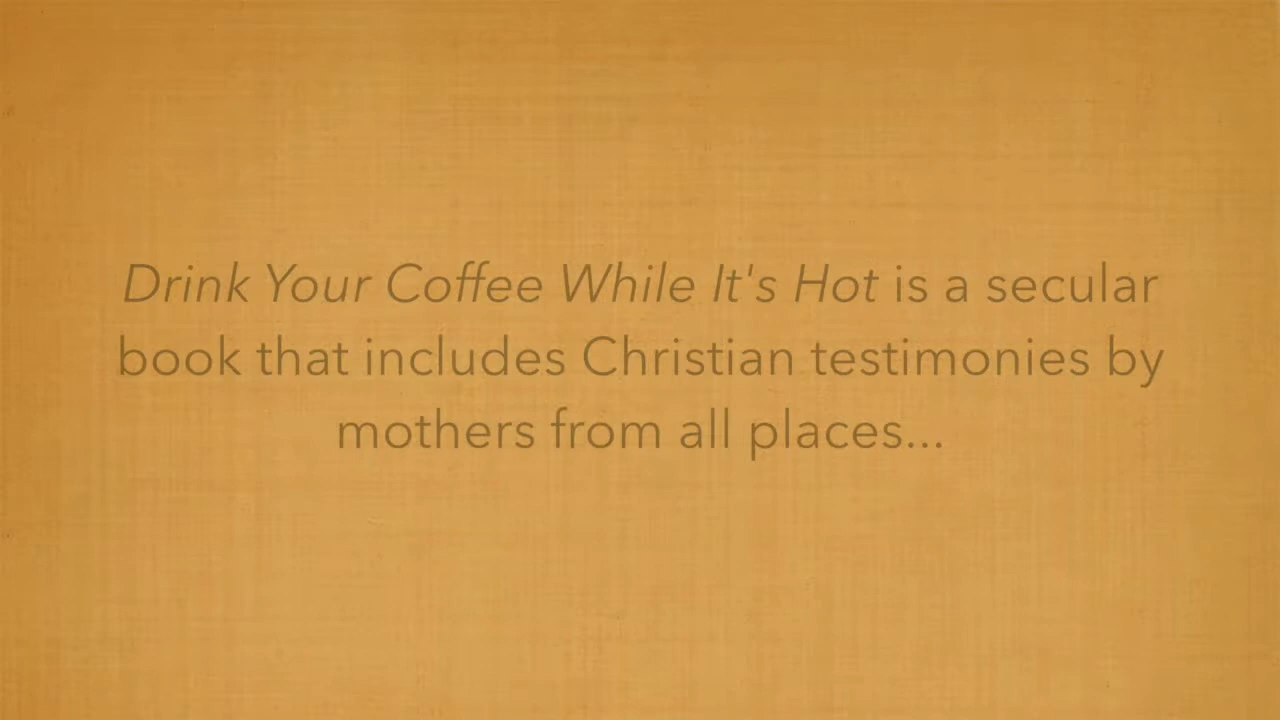 Drink Your Coffee While It's Hot is a secular
book that includes Christian testimonies by
mothers from all places...